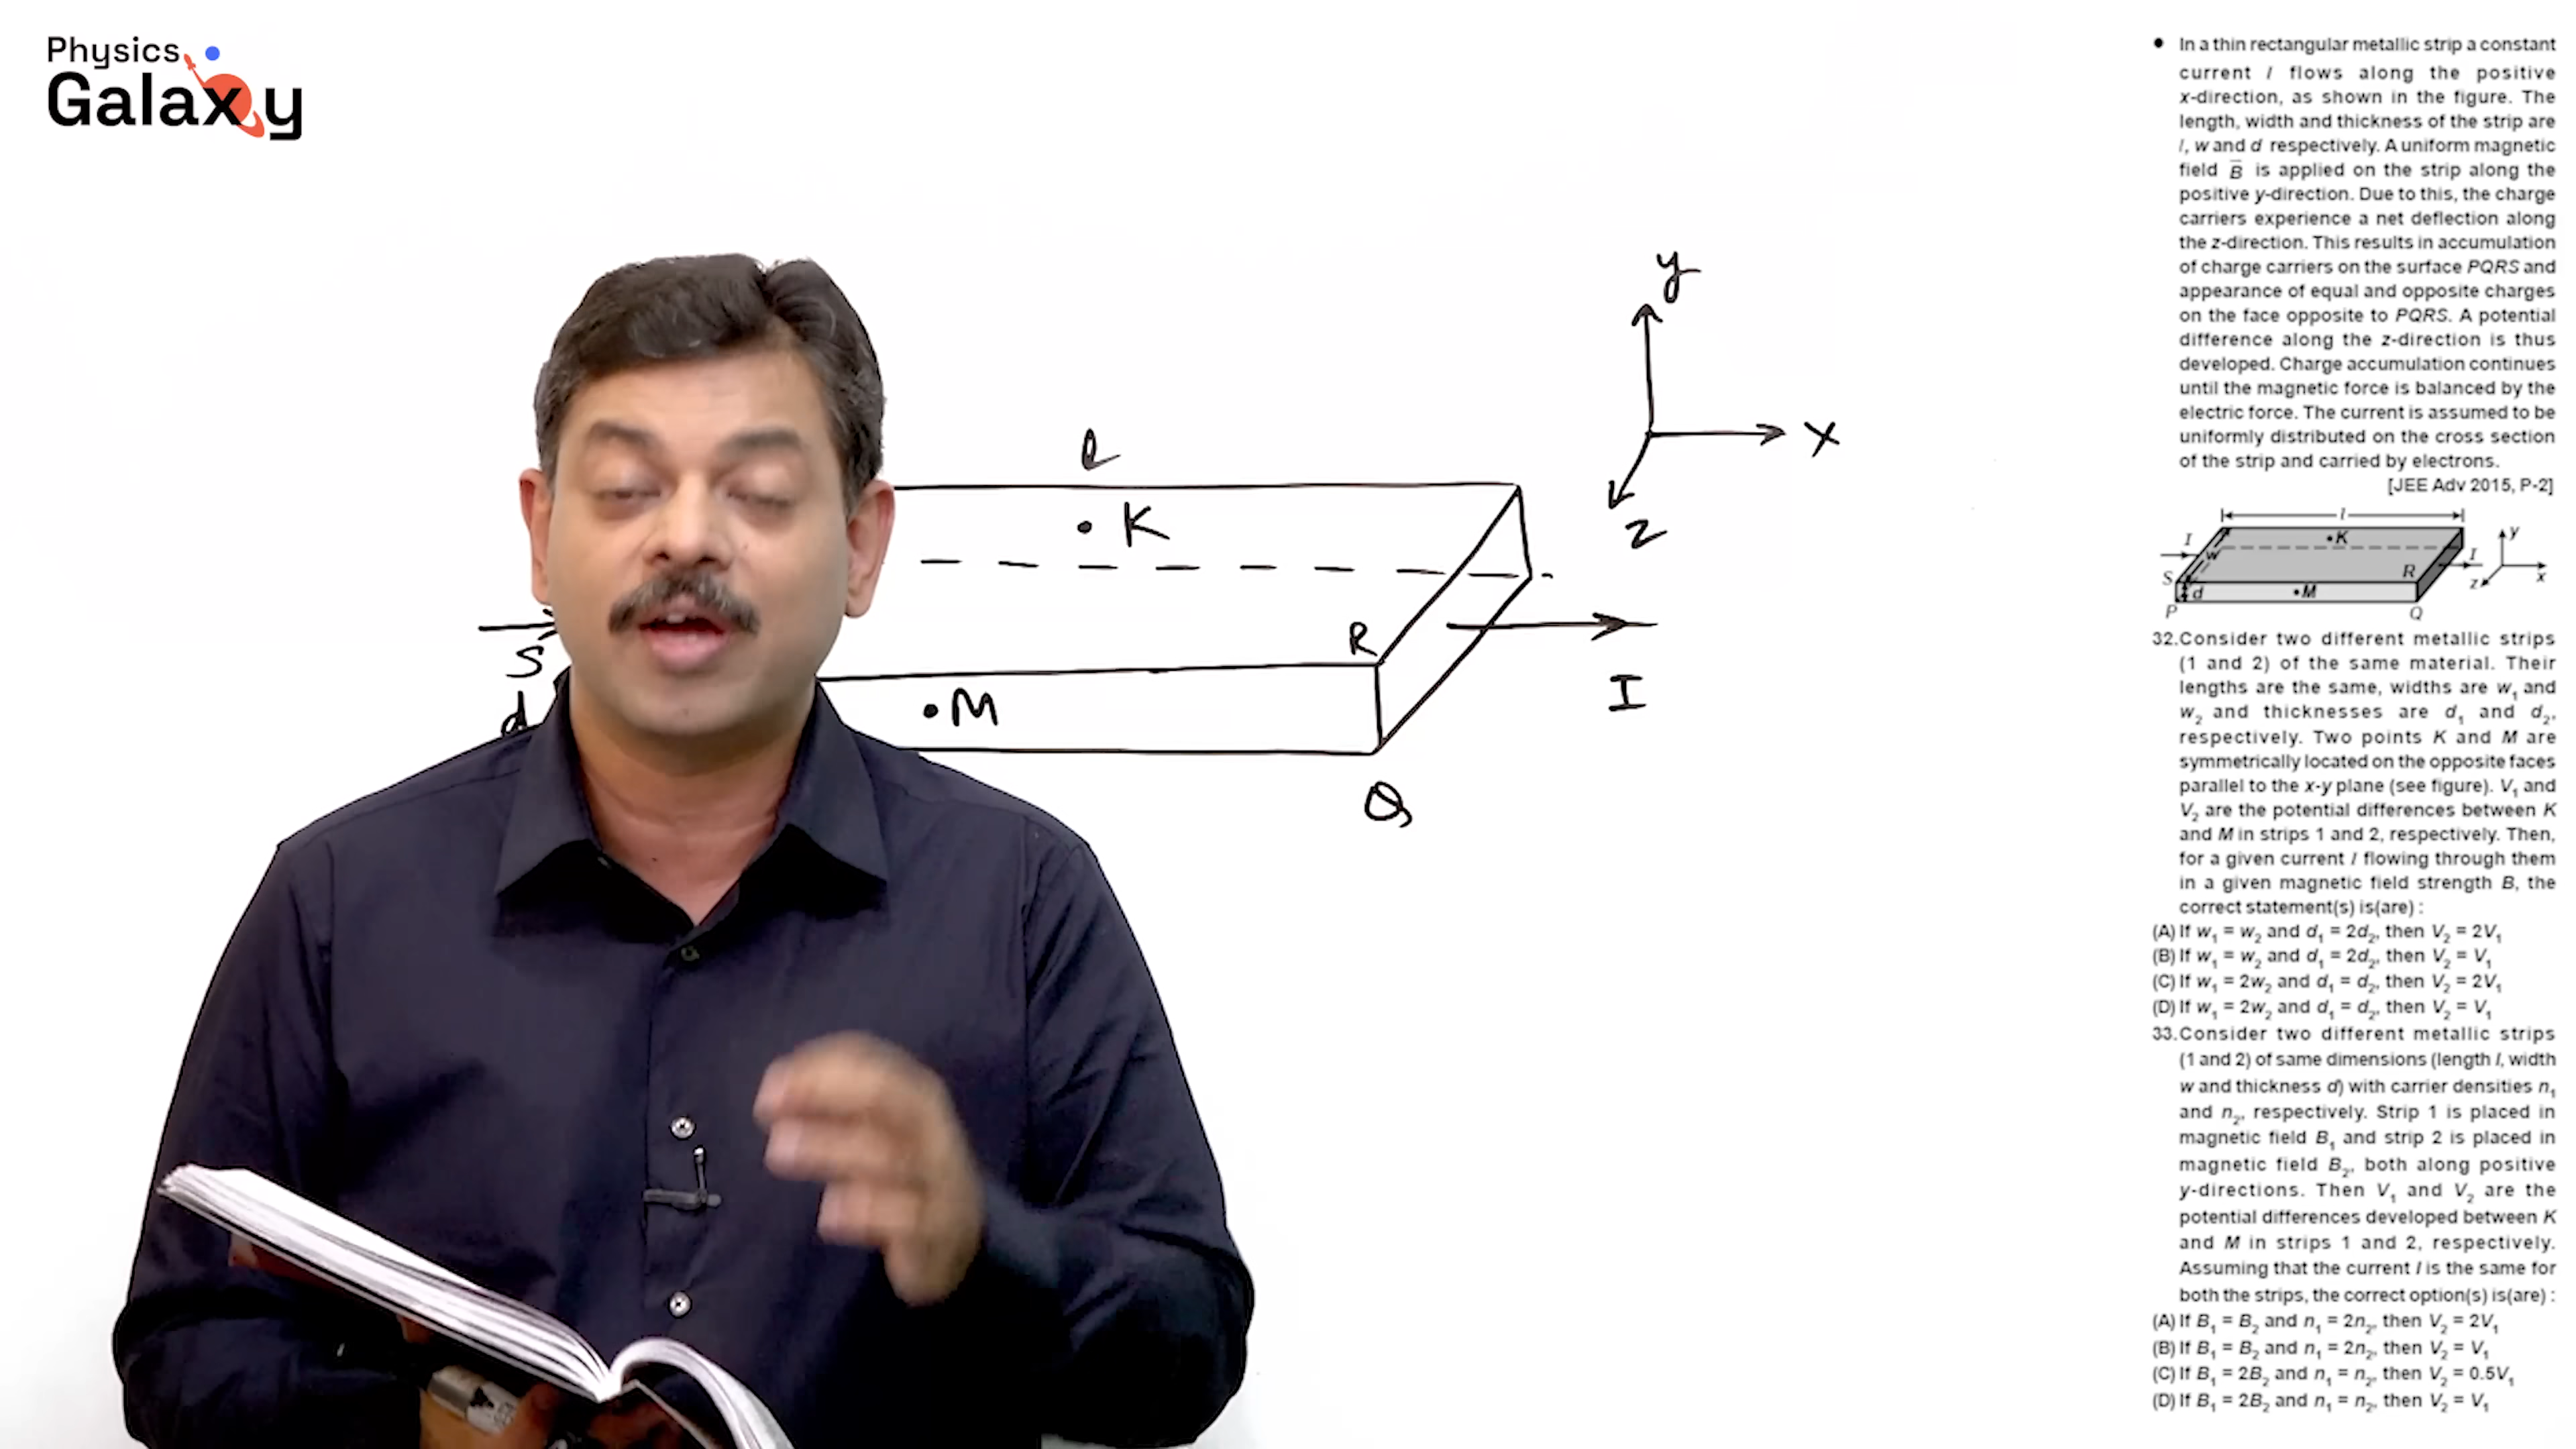 Physics
Galaxy
y
x
z
l
K
R
S
M
d
I
Q
• In a thin rectangular metallic strip a constant
current I flows along the positive
x-direction, as shown in the figure. The
length, width and thickness of the strip are
l, w and d respectively. A uniform magnetic
field B̅ is applied on the strip along the
positive y-direction. Due to this, the charge
carriers experience a net deflection along
the z-direction. This results in accumulation
of charge carriers on the surface PQRS and
appearance of equal and opposite charges
on the face opposite to PQRS. A potential
difference along the z-direction is thus
developed. Charge accumulation continues
until the magnetic force is balanced by the
electric force. The current is assumed to be
uniformly distributed on the cross section
of the strip and carried by electrons.
[JEE Adv 2015, P-2]
l
I
K
y
w
R
I
S
z
x
d
M
P
Q
32.Consider two different metallic strips
(1 and 2) of the same material. Their
lengths are the same, widths are w₁ and
w₂ and thicknesses are d₁ and d₂,
respectively. Two points K and M are
symmetrically located on the opposite faces
parallel to the x-y plane (see figure). V₁ and
V₂ are the potential differences between K
and M in strips 1 and 2, respectively. Then,
for a given current I flowing through them
in a given magnetic field strength B, the
correct statement(s) is(are) :
(A) If w₁ = w₂ and d₁ = 2d₂, then V₂ = 2V₁
(B) If w₁ = w₂ and d₁ = 2d₂, then V₂ = V₁
(C) If w₁ = 2w₂ and d₁ = d₂, then V₂ = 2V₁
(D) If w₁ = 2w₂ and d₁ = d₂, then V₂ = V₁
33.Consider two different metallic strips
(1 and 2) of same dimensions (length l, width
w and thickness d) with carrier densities n₁
and n₂, respectively. Strip 1 is placed in
magnetic field B₁ and strip 2 is placed in
magnetic field B₂, both along positive
y-directions. Then V₁ and V₂ are the
potential differences developed between K
and M in strips 1 and 2, respectively.
Assuming that the current I is the same for
both the strips, the correct option(s) is(are) :
(A) If B₁ = B₂ and n₁ = 2n₂, then V₂ = 2V₁
(B) If B₁ = B₂ and n₁ = 2n₂, then V₂ = V₁
(C) If B₁ = 2B₂ and n₁ = n₂, then V₂ = 0.5V₁
(D) If B₁ = 2B₂ and n₁ = n₂, then V₂ = V₁